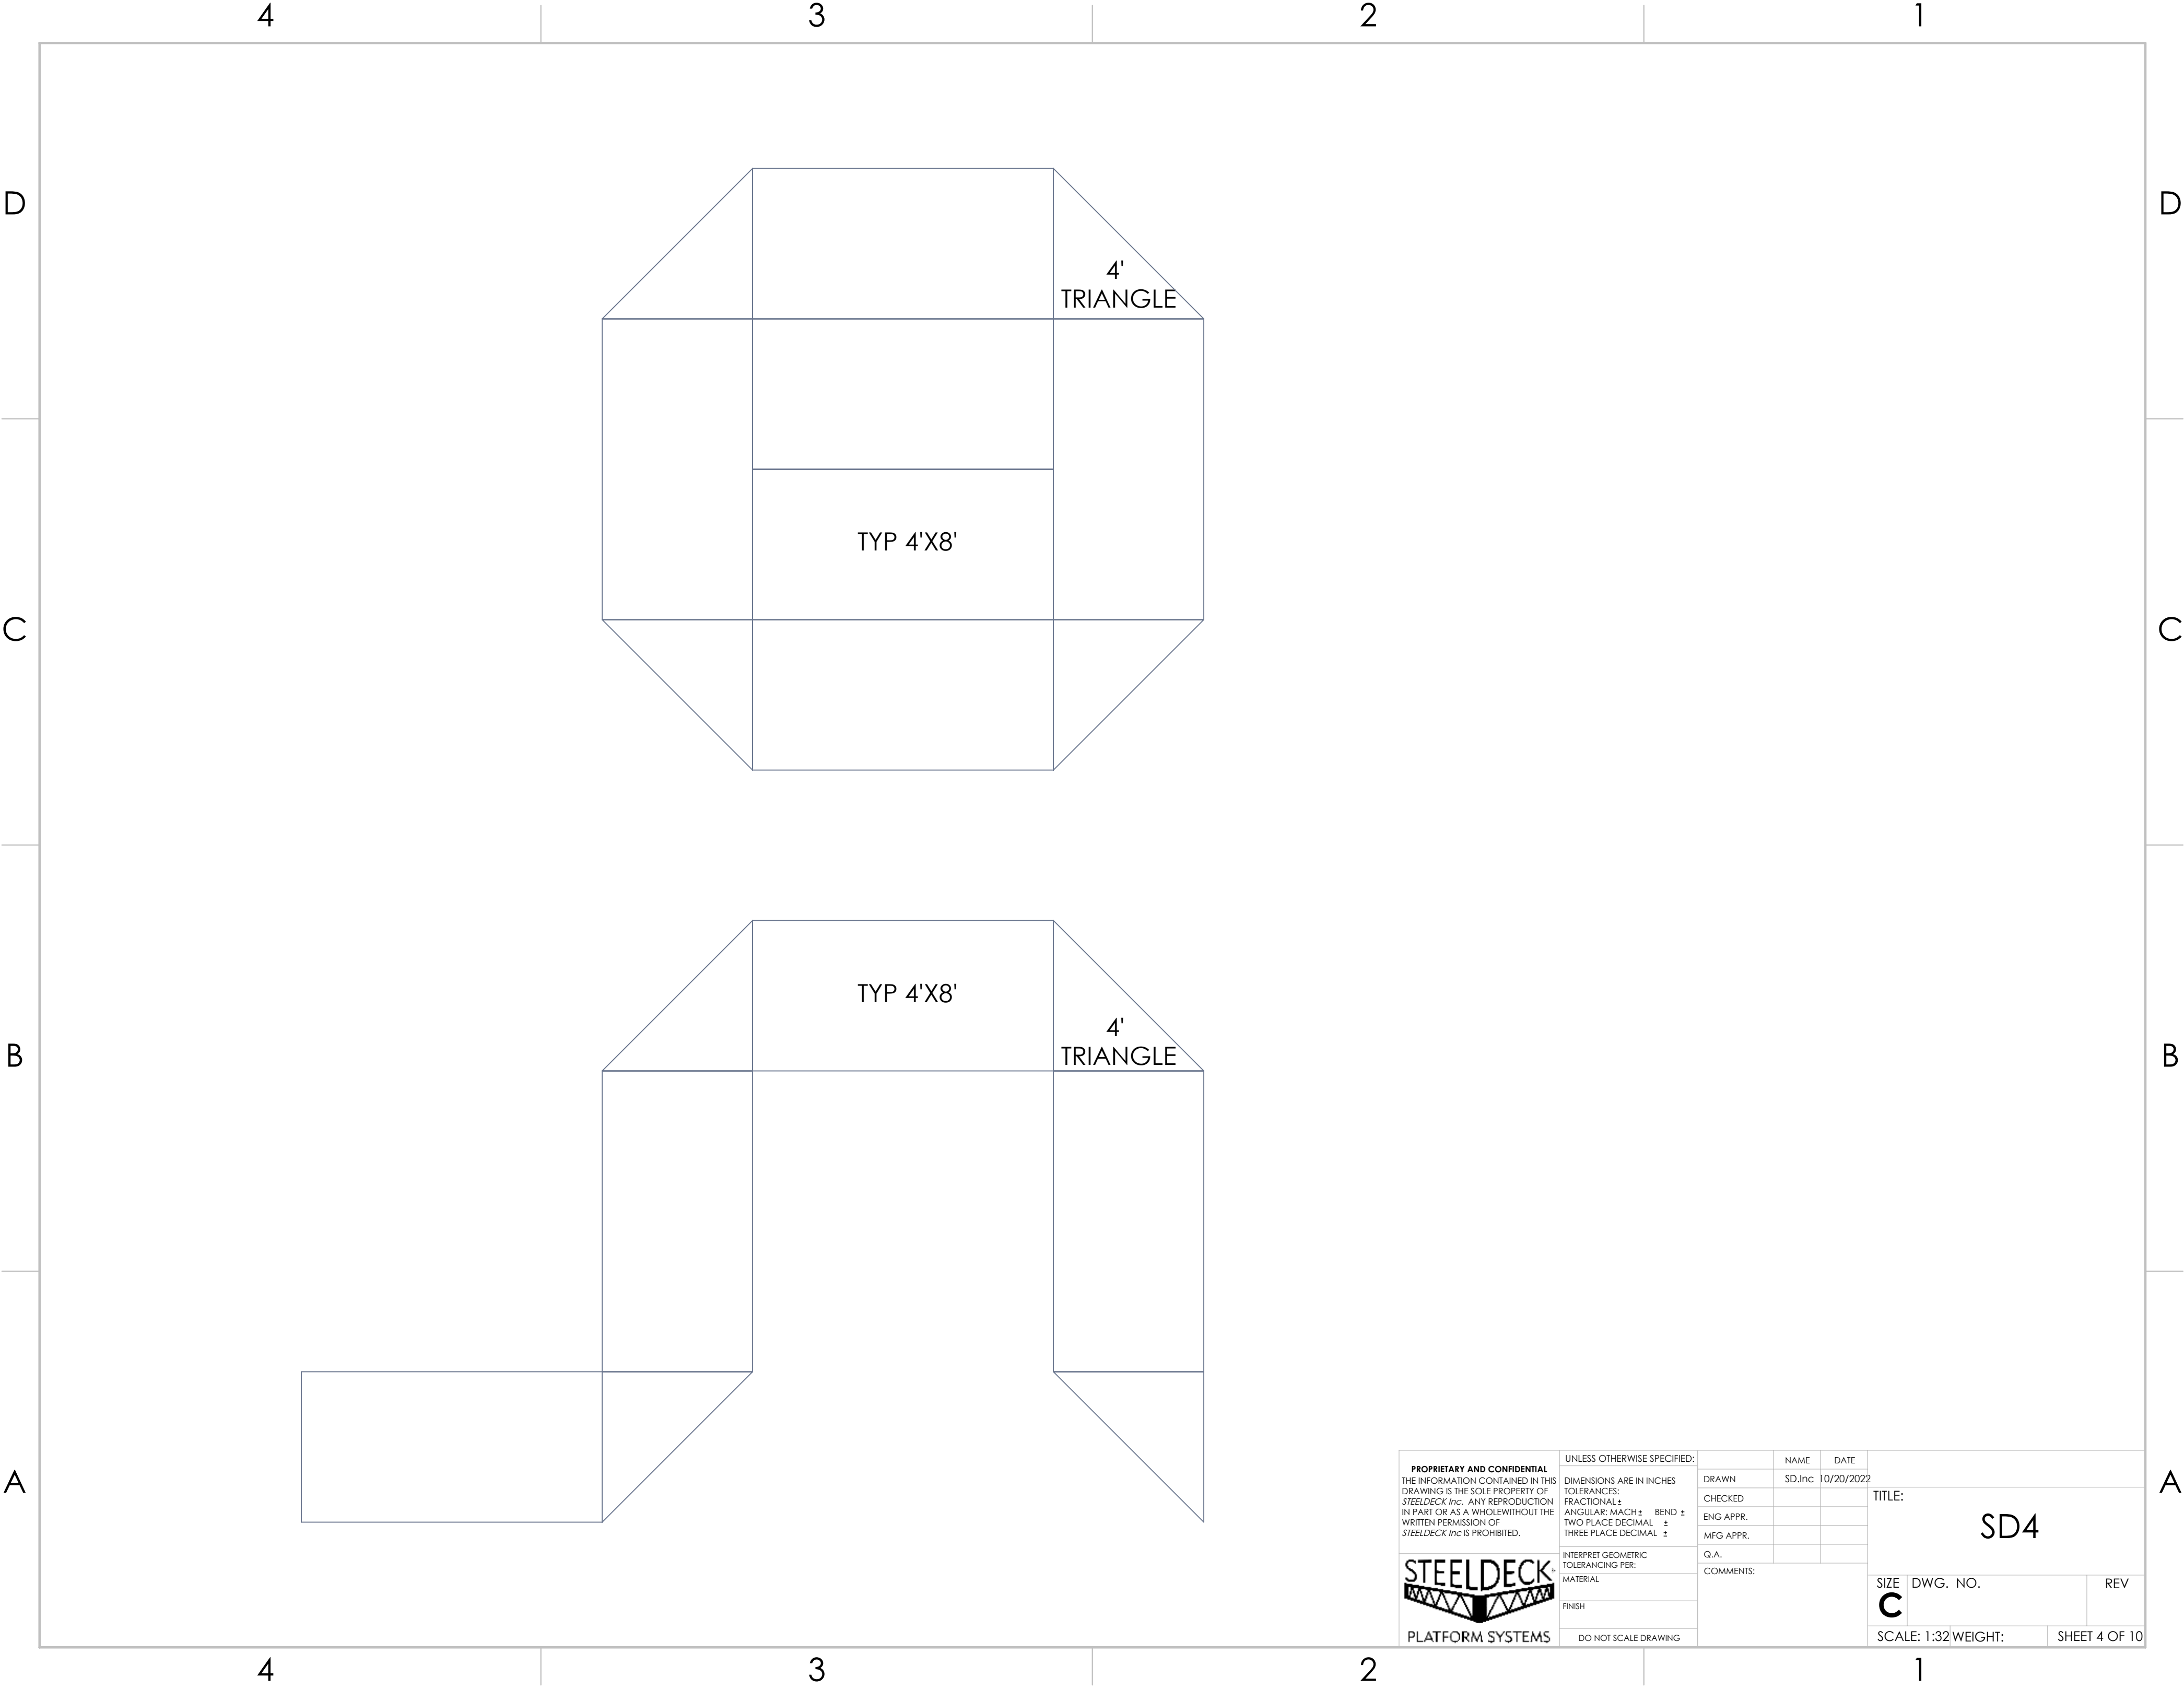 4 3 2 1
D D
4'
TRIANGLE
TYP 4'X8'
C C
TYP 4'X8'
4'
TRIANGLE
B B
A A
PROPRIETARY AND CONFIDENTIAL
THE INFORMATION CONTAINED IN THIS
DRAWING IS THE SOLE PROPERTY OF
STEELDECK Inc. ANY REPRODUCTION
IN PART OR AS A WHOLEWITHOUT THE
WRITTEN PERMISSION OF
STEELDECK Inc IS PROHIBITED.
STEELDECK
PLATFORM SYSTEMS
UNLESS OTHERWISE SPECIFIED:
DIMENSIONS ARE IN INCHES
TOLERANCES:
FRACTIONAL ±
ANGULAR: MACH ± BEND ±
TWO PLACE DECIMAL ±
THREE PLACE DECIMAL ±
INTERPRET GEOMETRIC
TOLERANCING PER:
MATERIAL
FINISH
DO NOT SCALE DRAWING
NAME DATE
DRAWN SD.Inc 10/20/2022
CHECKED
ENG APPR.
MFG APPR.
Q.A.
COMMENTS:
TITLE:
SD4
SIZE DWG. NO. REV
C
SCALE: 1:32 WEIGHT: SHEET 4 OF 10
4 3 2 1